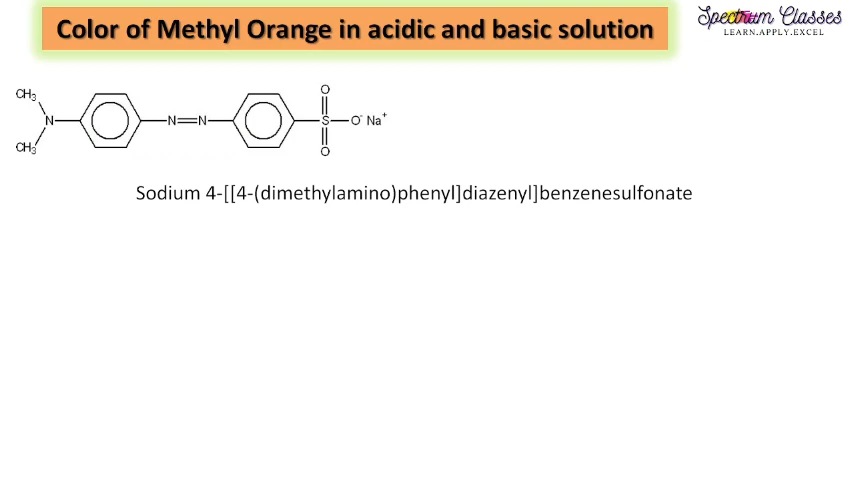 Color of Methyl Orange in acidic and basic solution
Spectrum Classes
LEARN.APPLY.EXCEL
CH3
N
CH3
N
N
O
S
O
O- Na+
Sodium 4-[[4-(dimethylamino)phenyl]diazenyl]benzenesulfonate